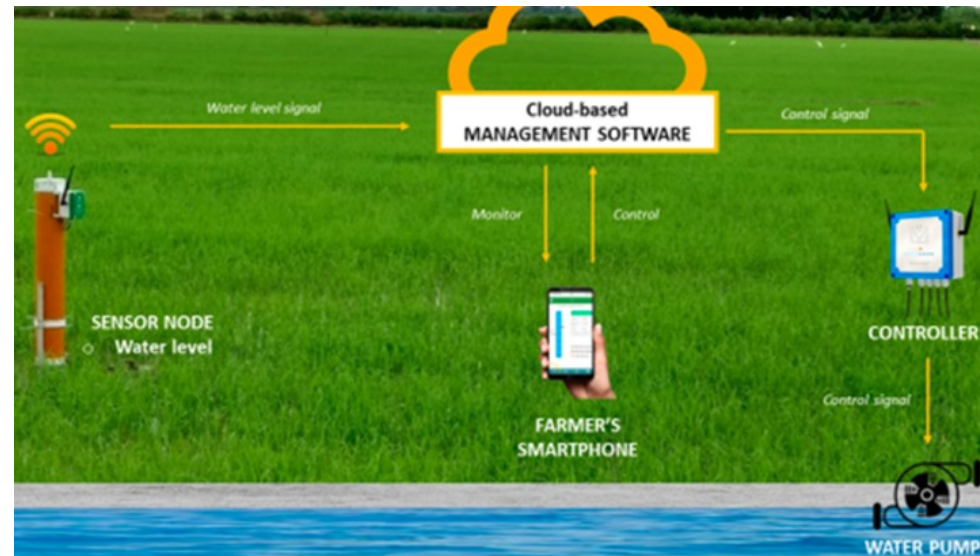 Water level signal
Cloud-based
MANAGEMENT SOFTWARE
Control signal
Monitor
Control
SENSOR NODE
Water level
CONTROLLER
Control signal
FARMER'S
SMARTPHONE
WATER PUMP